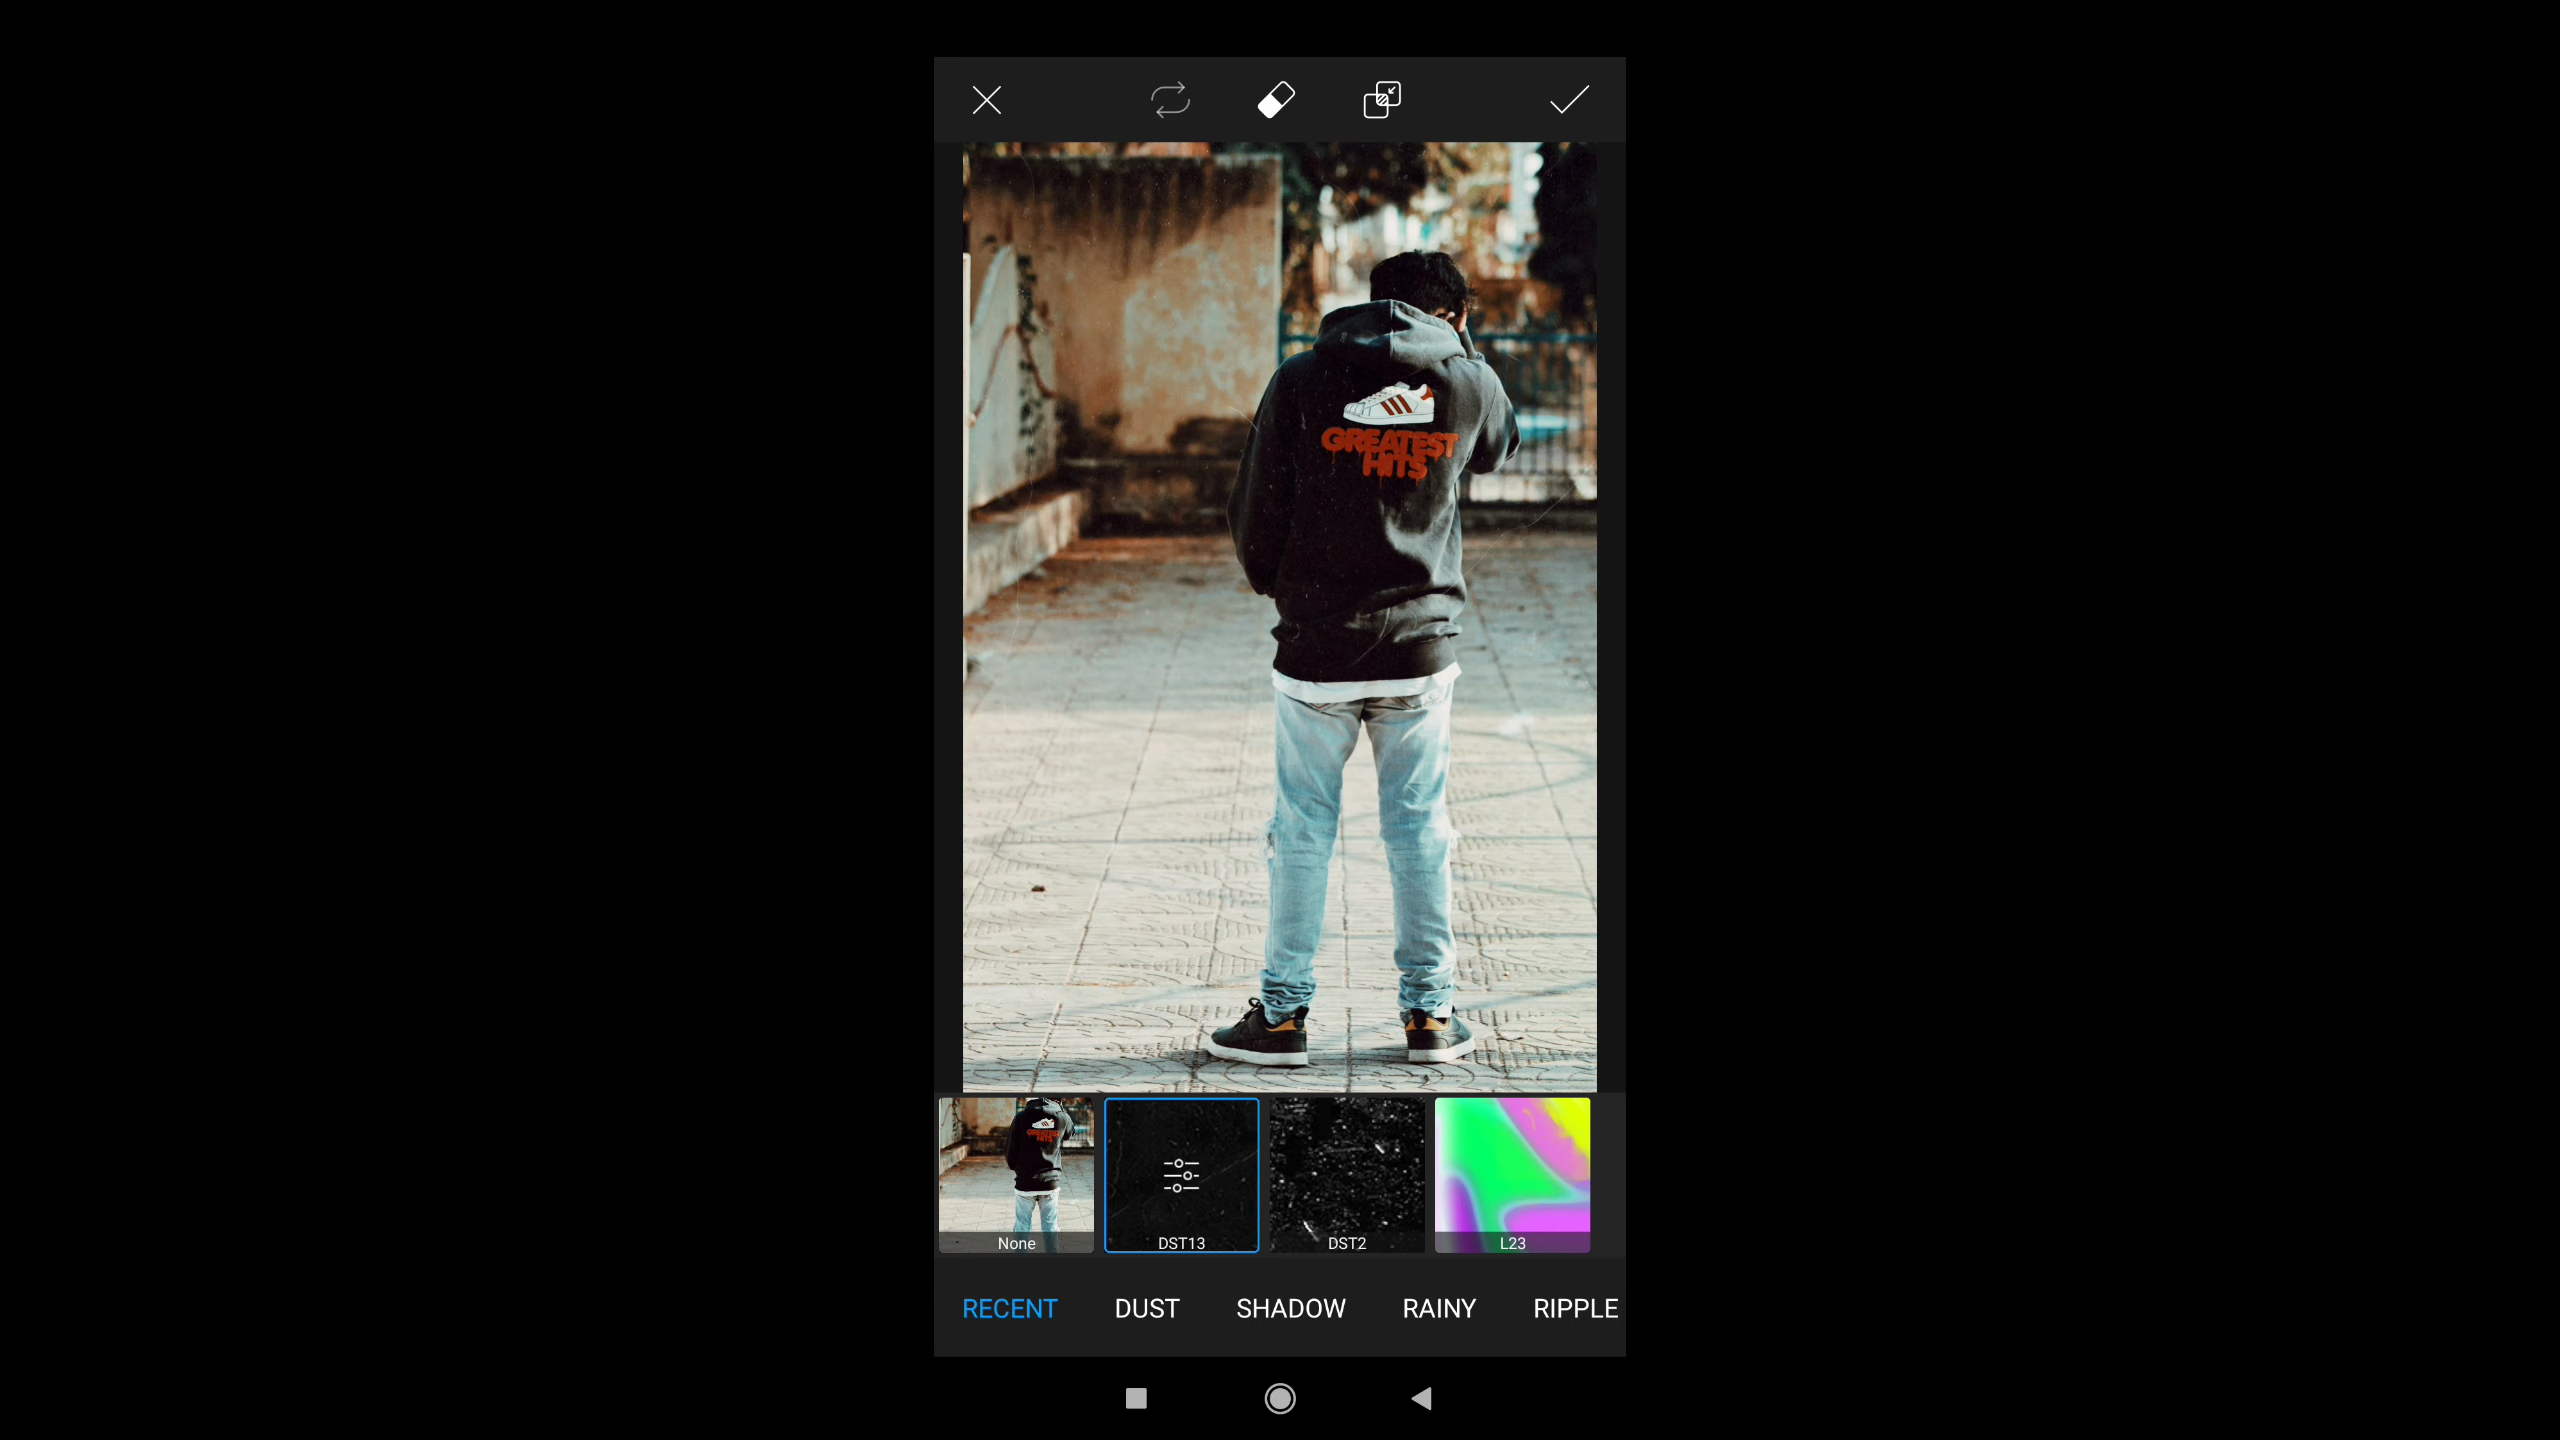 GREATEST
HITS
None
DST13
DST2
L23
RECENT
DUST
SHADOW
RAINY
RIPPLE